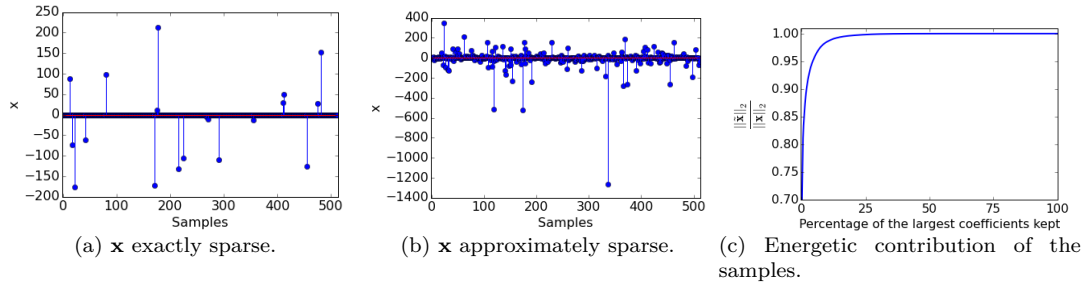 250
200
150
100
50
0
−50
−100
−150
−200
x
0 100 200 300 400 500
Samples
(a) x exactly sparse.
400
200
0
−200
−400
−600
−800
−1000
−1200
−1400
x
0 100 200 300 400 500
Samples
(b) x approximately sparse.
1.00
0.95
0.90
0.85
0.80
0.75
0.70
||x̃||₂
||x||₂
0 25 50 75 100
Percentage of the largest coefficients kept
(c) Energetic contribution of the
samples.